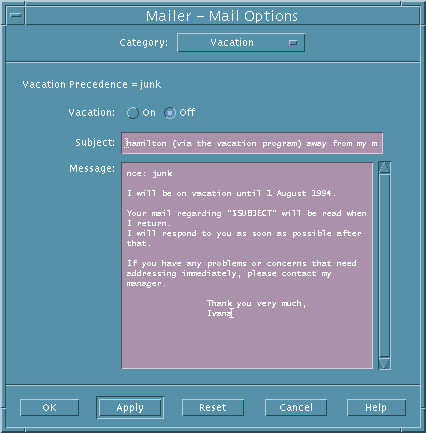 Mailer - Mail Options
Category: Vacation
Vacation Precedence = junk
Vacation: On Off
Subject: hamilton (via the vacation program) away from my m
Message: nce: junk
I will be on vacation until 1 August 1994.
Your mail regarding "$SUBJECT" will be read when
I return.
I will respond to you as soon as possible after
that.
If you have any problems or concerns that need
addressing immediately, please contact my
manager.
Thank you very much,
Ivana
OK Apply Reset Cancel Help